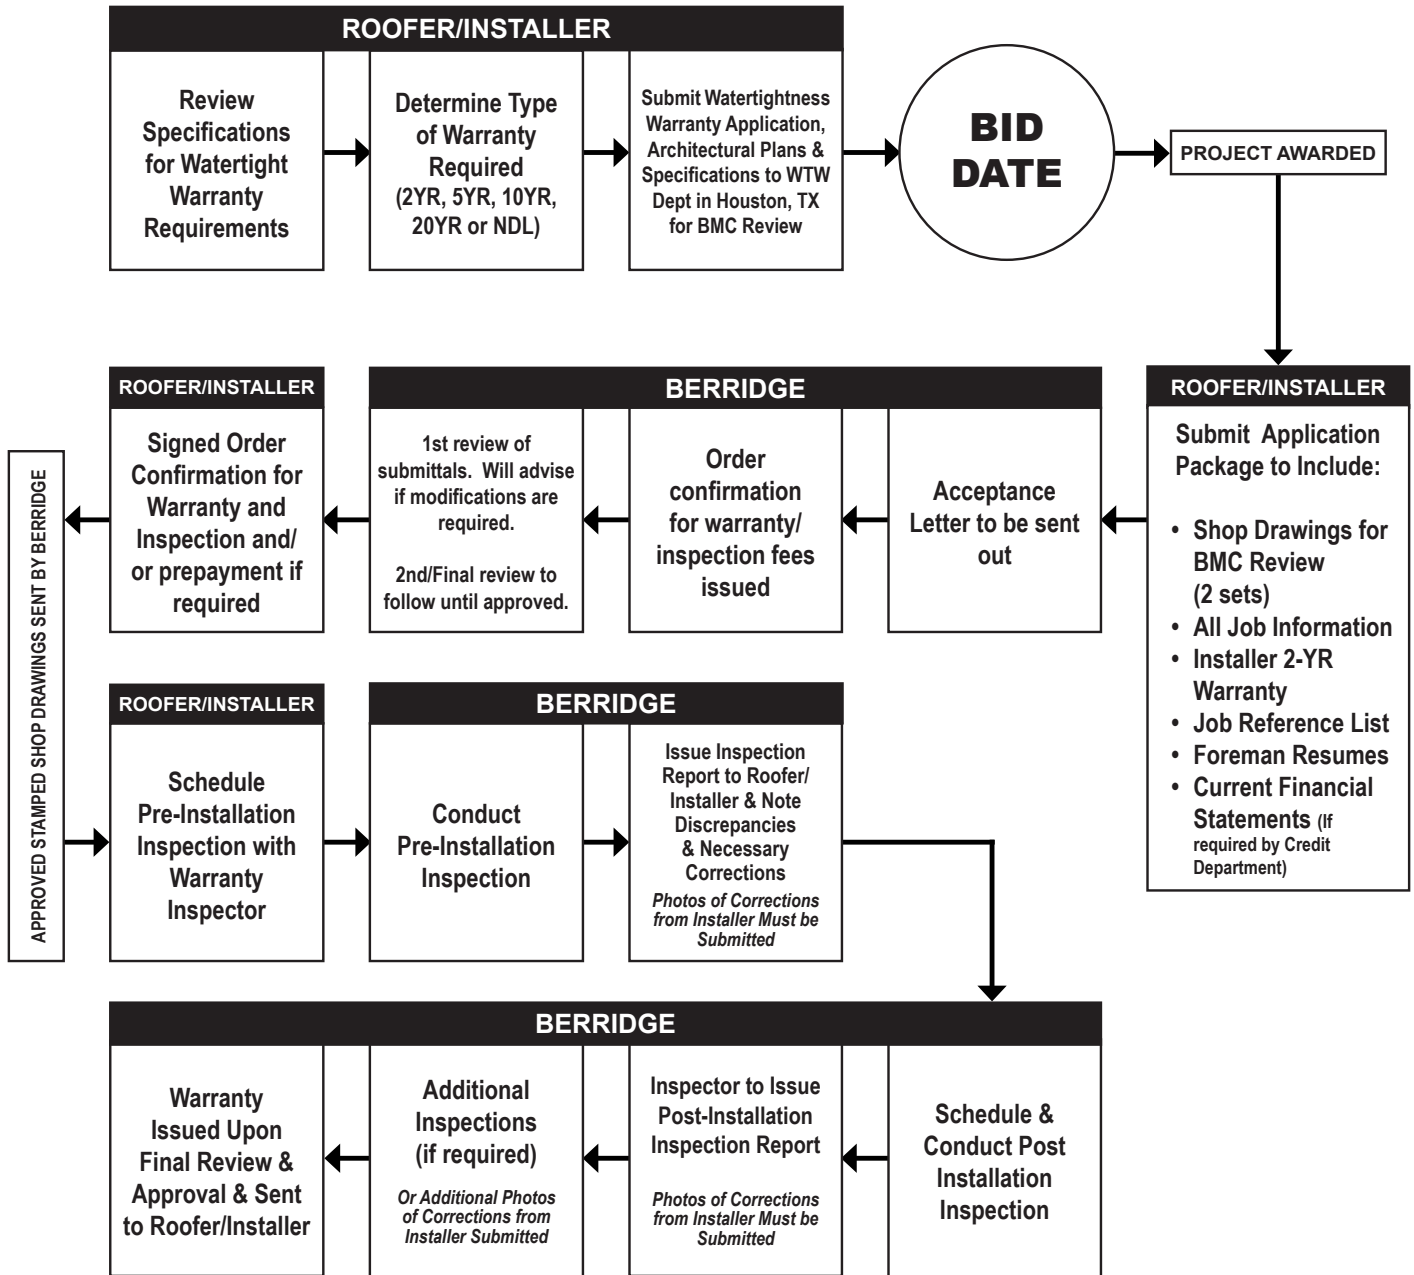 ROOFER/INSTALLER
Review
Specifications
for Watertight
Warranty
Requirements
Determine Type
of Warranty
Required
(2YR, 5YR, 10YR,
20YR or NDL)
Submit Watertightness
Warranty Application,
Architectural Plans &
Specifications to WTW
Dept in Houston, TX
for BMC Review
BID
DATE
PROJECT AWARDED
ROOFER/INSTALLER
Submit Application
Package to Include:
• Shop Drawings for
BMC Review
(2 sets)
• All Job Information
• Installer 2-YR
Warranty
• Job Reference List
• Foreman Resumes
• Current Financial
Statements (If
required by Credit
Department)
BERRIDGE
Acceptance
Letter to be sent
out
Order
confirmation
for warranty/
inspection fees
issued
1st review of
submittals. Will advise
if modifications are
required.
2nd/Final review to
follow until approved.
ROOFER/INSTALLER
Signed Order
Confirmation for
Warranty and
Inspection and/
or prepayment if
required
APPROVED STAMPED SHOP DRAWINGS SENT BY BERRIDGE
ROOFER/INSTALLER
Schedule
Pre-Installation
Inspection with
Warranty
Inspector
BERRIDGE
Conduct
Pre-Installation
Inspection
Issue Inspection
Report to Roofer/
Installer & Note
Discrepancies
& Necessary
Corrections
Photos of Corrections
from Installer Must be
Submitted
BERRIDGE
Schedule &
Conduct Post
Installation
Inspection
Inspector to Issue
Post-Installation
Inspection Report
Photos of Corrections
from Installer Must be
Submitted
Additional
Inspections
(if required)
Or Additional Photos
of Corrections from
Installer Submitted
Warranty
Issued Upon
Final Review &
Approval & Sent
to Roofer/Installer